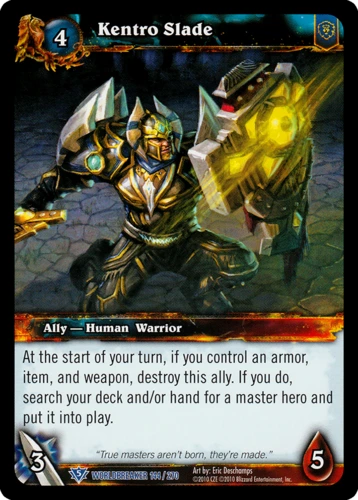 4
Kentro Slade
Ally — Human Warrior
At the start of your turn, if you control an armor,
item, and weapon, destroy this ally. If you do,
search your deck and/or hand for a master hero and
put it into play.
"True masters aren't born, they're made."
3
5
WORLDBREAKER 144 / 270
Art by: Eric Deschamps
©2010 CZE ©2010 Blizzard Entertainment, Inc.
5